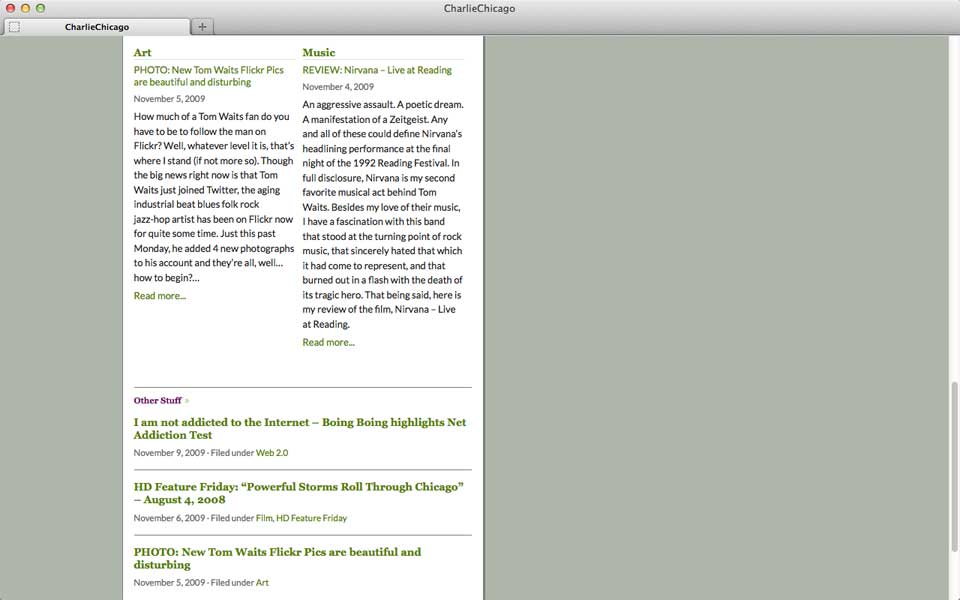 CharlieChicago
CharlieChicago
Art
PHOTO: New Tom Waits Flickr Pics
are beautiful and disturbing
November 5, 2009
How much of a Tom Waits fan do you
have to be to follow the man on
Flickr? Well, whatever level it is, that's
where I stand (if not more so). Though
the big news right now is that Tom
Waits just joined Twitter, the aging
industrial beat blues folk rock
jazz-hop artist has been on Flickr now
for quite some time. Just this past
Monday, he added 4 new photographs
to his account and they're all, well…
how to begin?...
Read more...
Music
REVIEW: Nirvana – Live at Reading
November 4, 2009
An aggressive assault. A poetic dream.
A manifestation of a Zeitgeist. Any
and all of these could define Nirvana's
headlining performance at the final
night of the 1992 Reading Festival. In
full disclosure, Nirvana is my second
favorite musical act behind Tom
Waits. Besides my love of their music,
I have a fascination with this band
that stood at the turning point of rock
music, that sincerely hated that which
it had come to represent, and that
burned out in a flash with the death of
its tragic hero. That being said, here is
my review of the film, Nirvana – Live
at Reading.
Read more...
Other Stuff »
I am not addicted to the Internet – Boing Boing highlights Net
Addiction Test
November 9, 2009 · Filed under Web 2.0
HD Feature Friday: “Powerful Storms Roll Through Chicago”
– August 4, 2008
November 6, 2009 · Filed under Film, HD Feature Friday
PHOTO: New Tom Waits Flickr Pics are beautiful and
disturbing
November 5, 2009 · Filed under Art